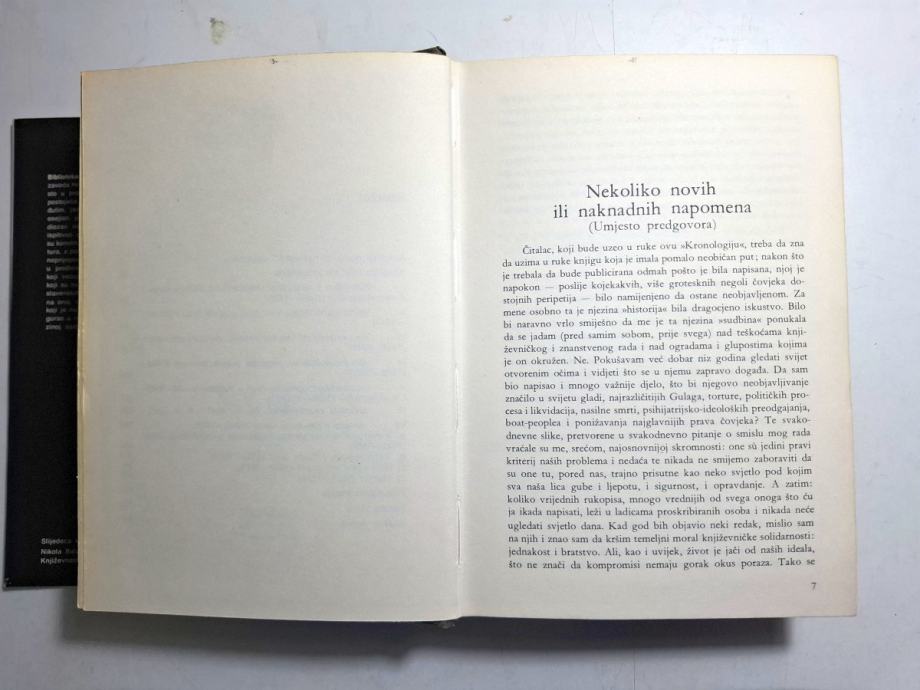 Biblioteka
Slijedeća
Nikola
Književnos
Nekoliko novih
ili naknadnih napomena
(Umjesto predgovora)
Čitalac, koji bude uzeo u ruke ovu »Kronologiju«, treba da zna
da uzima u ruke knjigu koja je imala pomalo neobičan put; nakon što
je trebala da bude publicirana odmah pošto je bila napisana, njoj je
napokon — poslije kojekakvih, više grotesknih negoli čovjeka do-
stojnih peripetija — bilo namijenjeno da ostane neobjavljenom. Za
mene osobno ta je njezina »historija« bila dragocjeno iskustvo. Bilo
bi naravno vrlo smiješno da me je ta njezina »sudbina« ponukala
da se jadam (pred samim sobom, prije svega) nad teškoćama knji-
ževničkog i znanstvenog rada i nad ogradama i glupostima kojima
je on okružen. Ne. Pokušavam već dobar niz godina gledati svijet
otvorenim očima i vidjeti što se u njemu zapravo događa. Da sam
bio napisao i mnogo važnije djelo, što bi njegovo neobjavljivanje
značilo u svijetu gladi, najrazličitijih Gulaga, torture, političkih pro-
cesa i likvidacija, nasilne smrti, psihijatrijsko-ideoloških preodgajanja,
boat-peoplea i ponižavanja najglavnijih prava čovjeka? Te svako-
dnevne slike, pretvorene u svakodnevno pitanje o smislu mog rada
vraćale su me, srećom, najosnovnijoj skromnosti: one sù jedini pravi
kriterij naših problema i nedaća te nikada ne smijemo zaboraviti da
su one tu, pored nas, trajno prisutne kao neko svjetlo pod kojim
sva naša lica gube i ljepotu, i sigurnost, i opravdanje. A zatim:
koliko vrijednih rukopisa, mnogo vrednijih od svega onoga što ću
ja ikada napisati, leži u ladicama proskribiranih osoba i nikada neće
ugledati svjetlo dana. Kad god bih objavio neki redak, mislio sam
na njih i znao sam da kršim temeljni moral književničke solidarnosti:
jednakost i bratstvo. Ali, kao i uvijek, život je jači od naših ideala,
što ne znači da kompromisi nemaju gorak okus poraza. Tako se
7